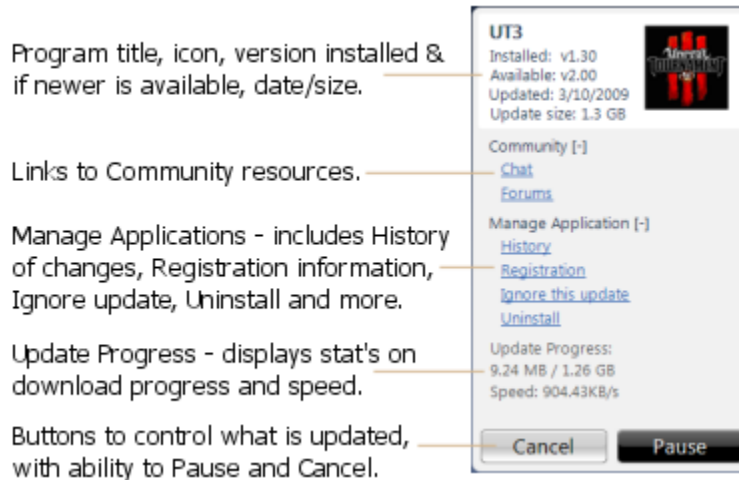 Program title, icon, version installed &
if newer is available, date/size.
Links to Community resources.
Manage Applications - includes History
of changes, Registration information,
Ignore update, Uninstall and more.
Update Progress - displays stat's on
download progress and speed.
Buttons to control what is updated,
with ability to Pause and Cancel.
UT3
Installed: v1.30
Available: v2.00
Updated: 3/10/2009
Update size: 1.3 GB
Unreal
TOURNAMENT
Community [-]
Chat
Forums
Manage Application [-]
History
Registration
Ignore this update
Uninstall
Update Progress:
9.24 MB / 1.26 GB
Speed: 904.43KB/s
Cancel
Pause